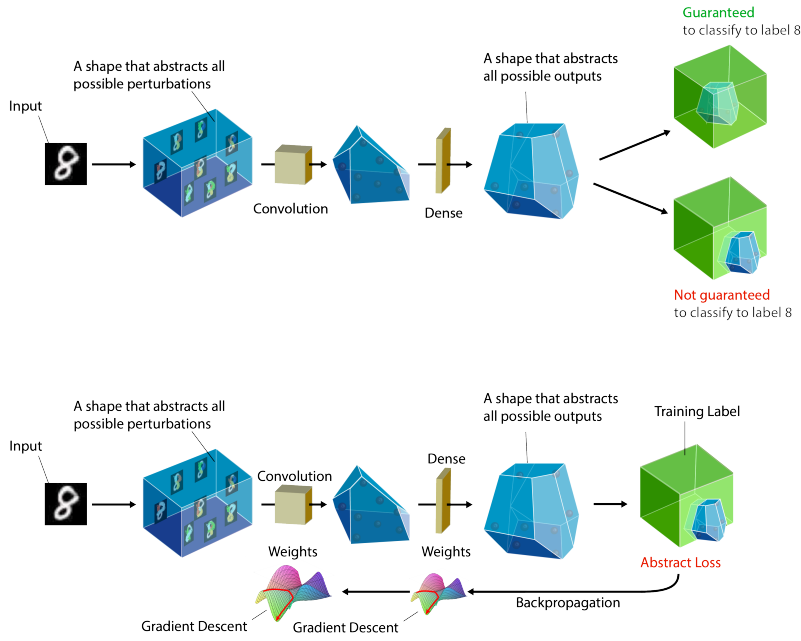 Guaranteed
to classify to label 8
A shape that abstracts all
possible perturbations
A shape that abstracts
all possible outputs
Input
Convolution
Dense
Not guaranteed
to classify to label 8
A shape that abstracts all
possible perturbations
A shape that abstracts
all possible outputs
Training Label
Input
Convolution
Dense
Weights
Weights
Abstract Loss
Backpropagation
Gradient Descent
Gradient Descent